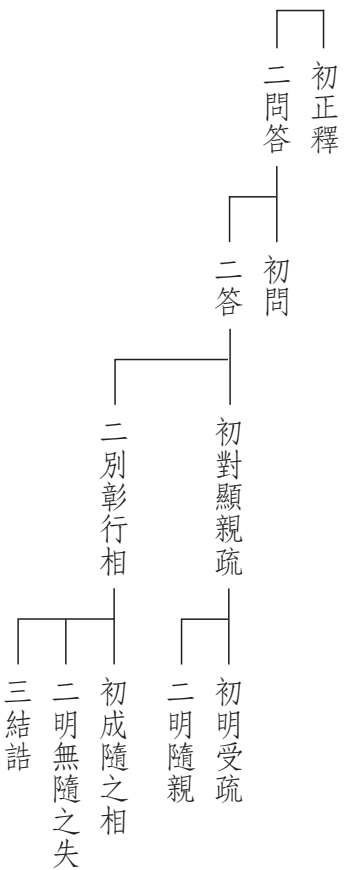 初正釋
二問答
初問
二答
初對顯親疏
二別彰行相
初明受疏
二明隨親
初成隨之相
二明無隨之失
三結誥